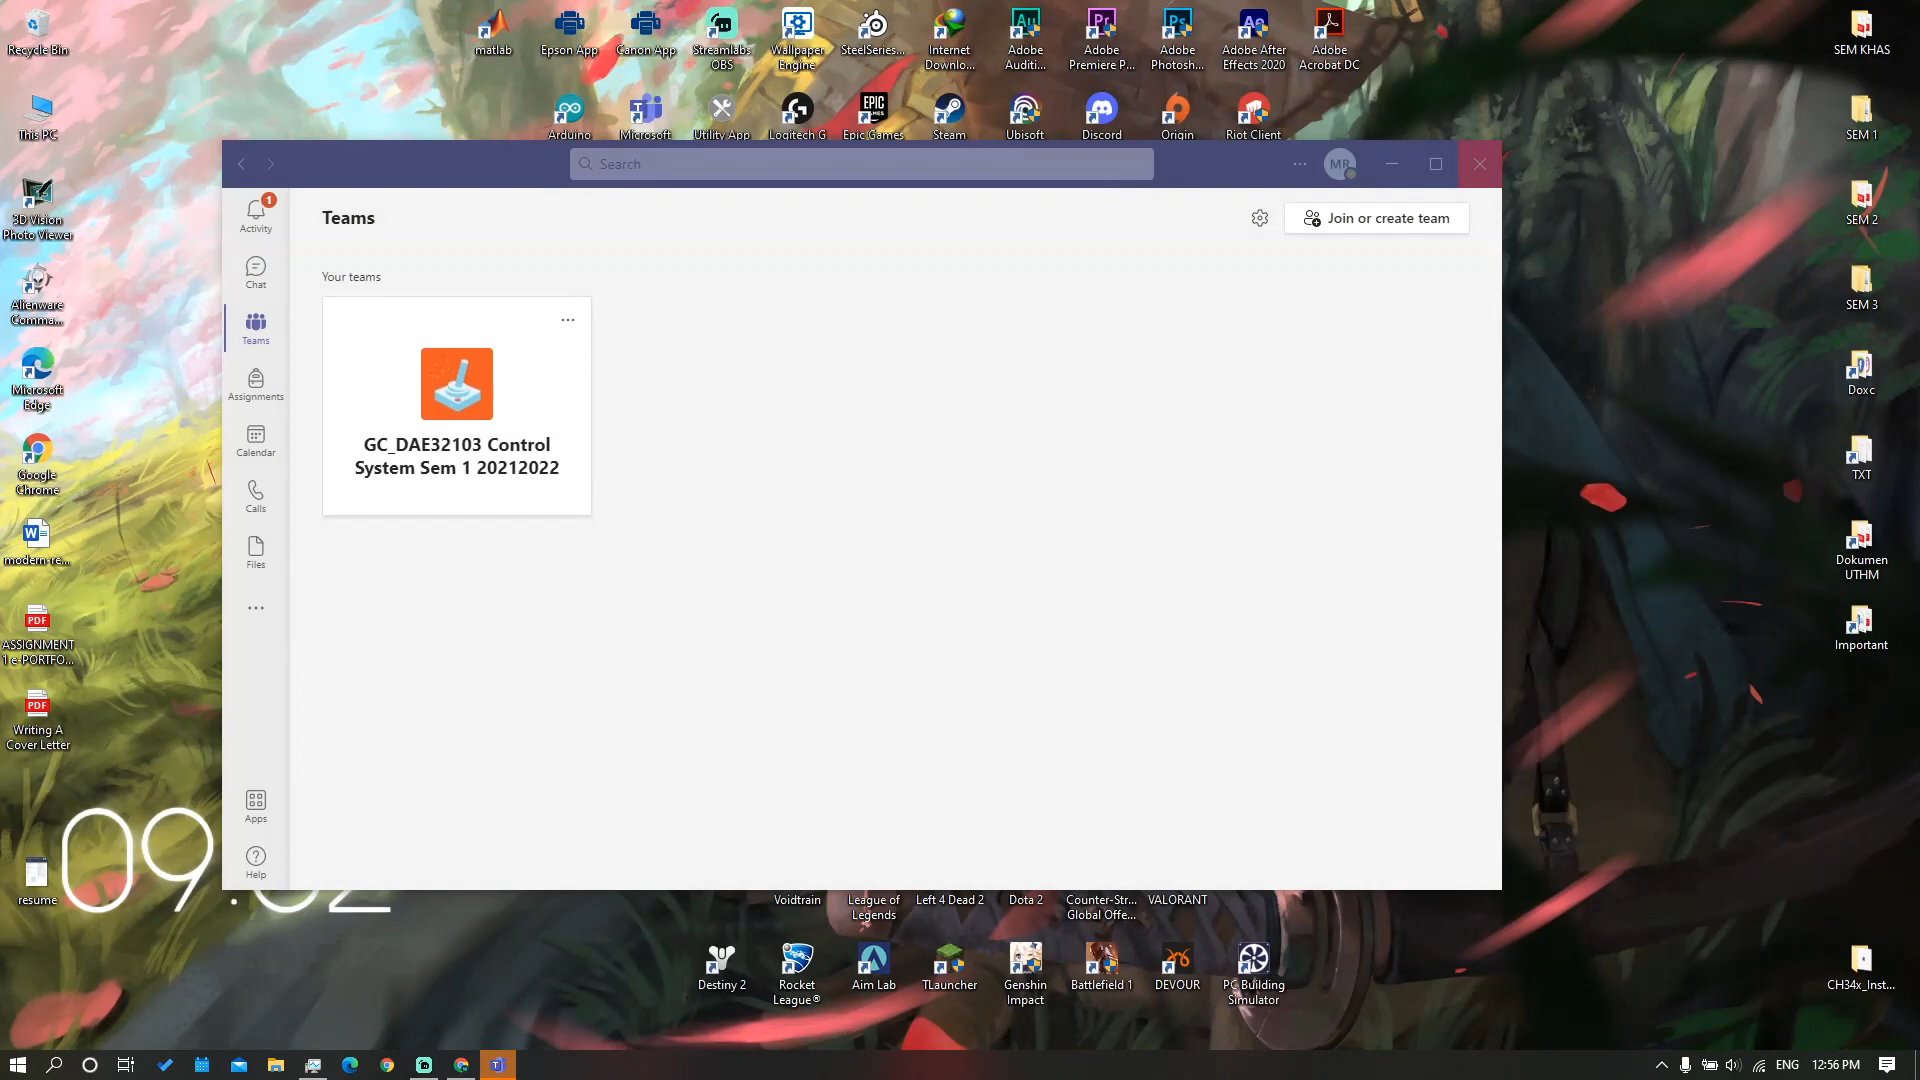 Recycle Bin
matlab
Epson App
Canon App
Streamlabs
OBS
Wallpaper
Engine
SteelSeries...
Internet
Downlo...
Adobe
Auditi...
Adobe
Premiere P...
Adobe
Photosh...
Adobe After
Effects 2020
Adobe
Acrobat DC
SEM KHAS
This PC
Arduino
Microsoft
Utility App
Logitech G
Epic Games
Steam
Ubisoft
Discord
Origin
Riot Client
SEM 1
3D Vision
Photo Viewer
SEM 2
Alienware
Comma...
SEM 3
Microsoft
Edge
Doxc
Google
Chrome
TXT
modern-re...
Dokumen
UTHM
ASSIGNMENT
1 e-PORTFO...
Important
Writing A
Cover Letter
resume
Search
MR
1
Activity
Chat
Teams
Assignments
Calendar
Calls
Files
Apps
Help
Teams
Join or create team
Your teams
GC_DAE32103 Control
System Sem 1 20212022
Voidtrain
League of
Legends
Left 4 Dead 2
Dota 2
Counter-Str...
Global Offe...
VALORANT
Destiny 2
Rocket
League®
Aim Lab
TLauncher
Genshin
Impact
Battlefield 1
DEVOUR
PC Building
Simulator
CH34x_Inst...
ENG
12:56 PM